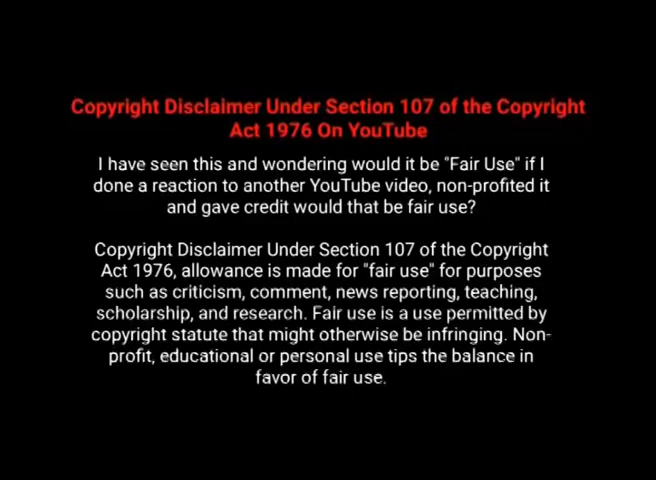 Copyright Disclaimer Under Section 107 of the Copyright
Act 1976 On YouTube
I have seen this and wondering would it be "Fair Use" if I
done a reaction to another YouTube video, non-profited it
and gave credit would that be fair use?
Copyright Disclaimer Under Section 107 of the Copyright
Act 1976, allowance is made for "fair use" for purposes
such as criticism, comment, news reporting, teaching,
scholarship, and research. Fair use is a use permitted by
copyright statute that might otherwise be infringing. Non-
profit, educational or personal use tips the balance in
favor of fair use.